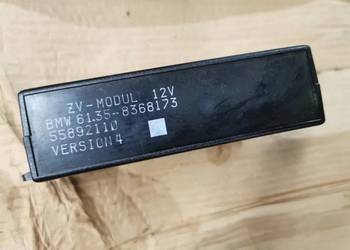 ZV-MODUL 12V
BMW 61.35-8368173
55892110
VERSION 4